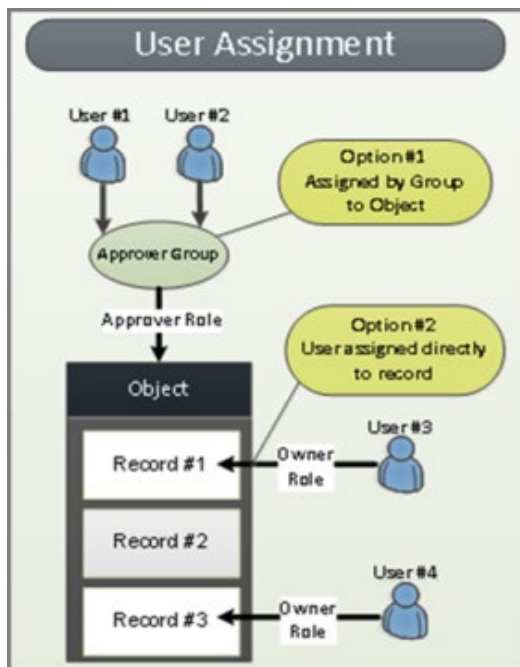 User Assignment
User #1
User #2
Option #1
Assigned by Group
to Object
Approver Group
Approver Role
Option #2
User assigned directly
to record
Object
User #3
Record #1
Owner
Role
Record #2
User #4
Record #3
Owner
Role